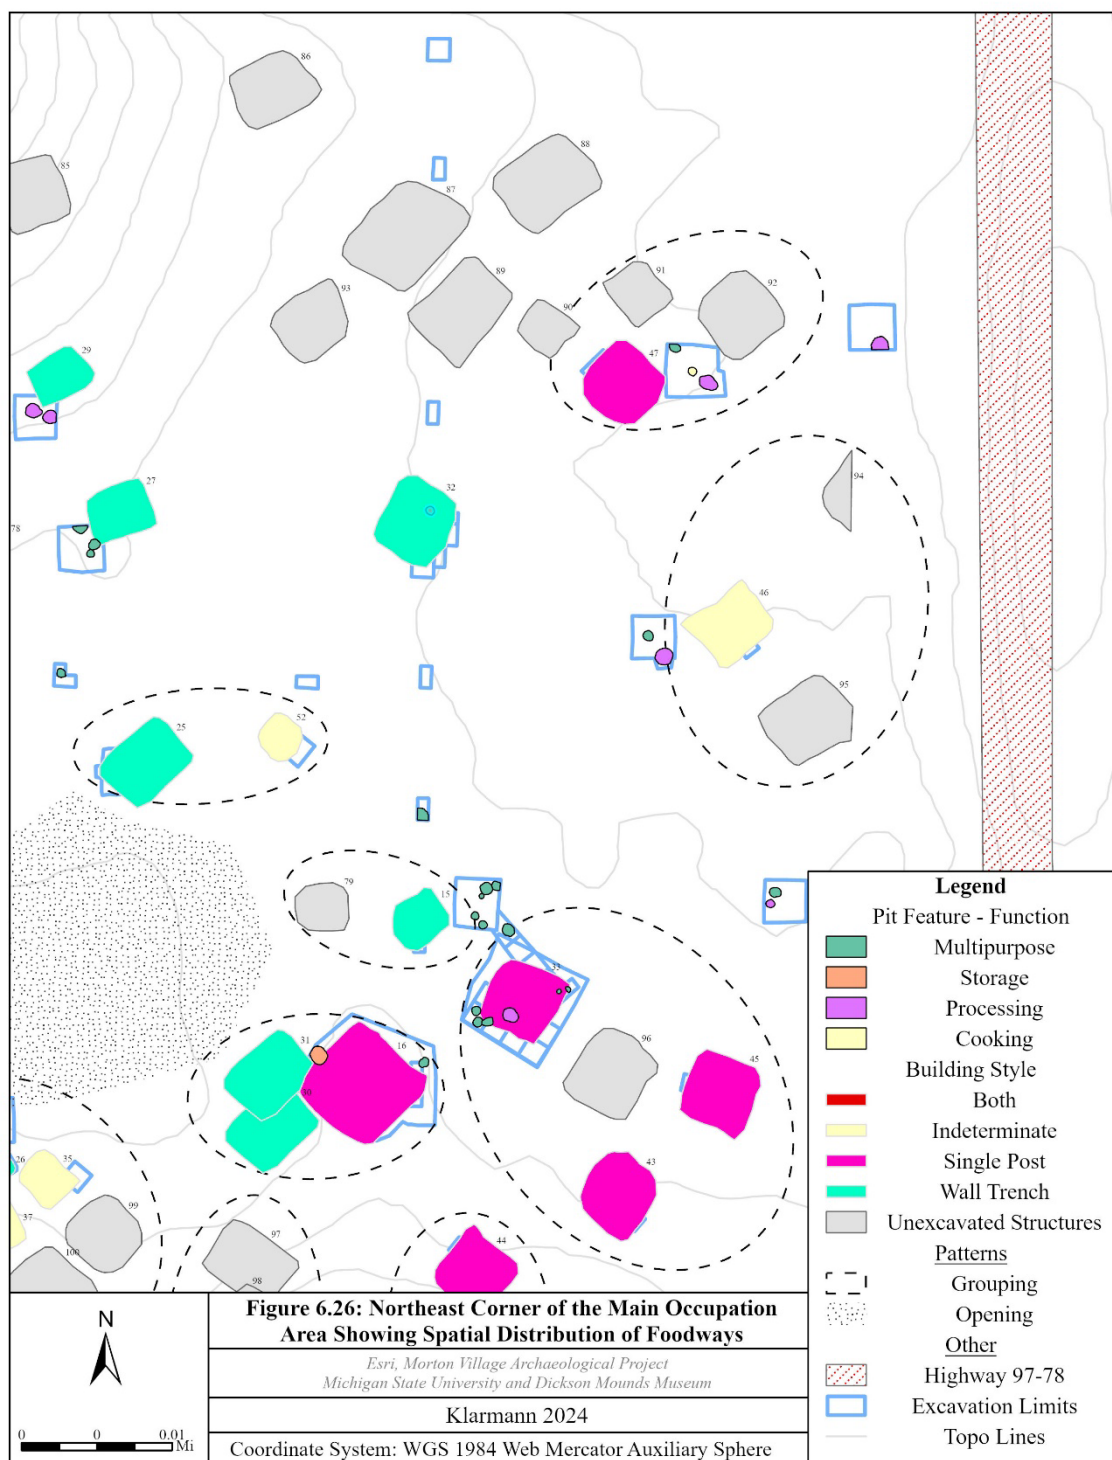 86
85
88
87
91
92
89
93
90
47
29
27
32
94
78
46
95
52
25
79
15
33
31
16
96
45
30
43
26
35
37
99
97
44
100
98
Legend
Pit Feature - Function
Multipurpose
Storage
Processing
Cooking
Building Style
Both
Indeterminate
Single Post
Wall Trench
Unexcavated Structures
Patterns
Grouping
Opening
Other
Highway 97-78
Excavation Limits
Topo Lines
N
0 0 0.01
Mi
Figure 6.26: Northeast Corner of the Main Occupation
Area Showing Spatial Distribution of Foodways
Esri, Morton Village Archaeological Project
Michigan State University and Dickson Mounds Museum
Klarmann 2024
Coordinate System: WGS 1984 Web Mercator Auxiliary Sphere